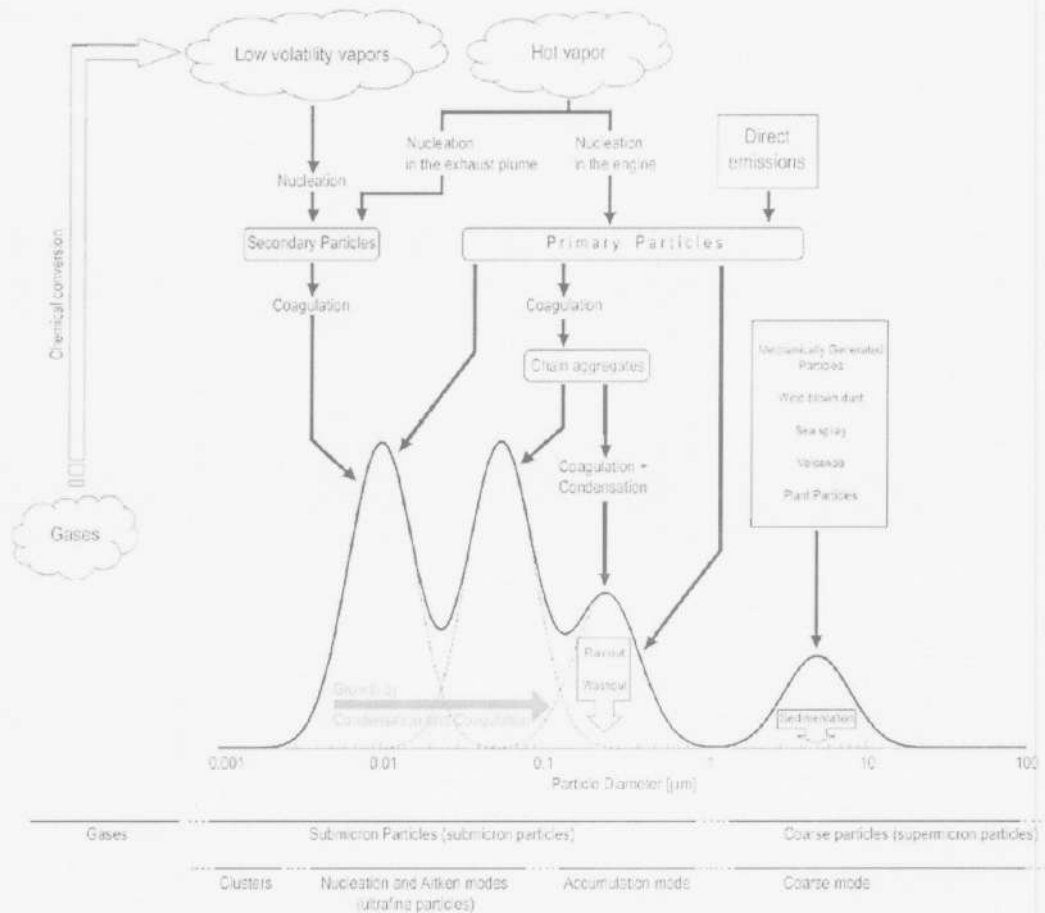 Low volatility vapors
Hot vapor
Nucleation
in the exhaust plume
Nucleation
in the engine
Direct
emissions
Nucleation
Secondary Particles
Primary Particles
Chemical conversion
Coagulation
Coagulation
Chain aggregates
Mechanically Generated
Particles
Wind blown dust
Sea spray
Volcanos
Plant Particles
Coagulation +
Condensation
Gases
Rainout
Washout
Growth by
Condensation and Coagulation
Sedimentation
0.001
0.01
0.1
1
10
100
Particle Diameter [µm]
Gases
Submicron Particles (submicron particles)
Coarse particles (supermicron particles)
Clusters
Nucleation and Aitken modes
(ultrafine particles)
Accumulation mode
Coarse mode